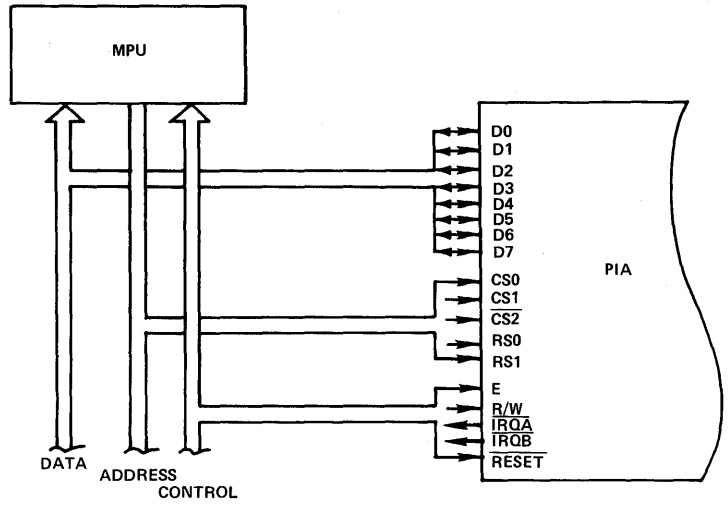 MPU
D0
D1
D2
D3
D4
D5
D6
D7
PIA
CS0
CS1
CS2
RS0
RS1
E
R/W
IRQA
IRQB
RESET
DATA
ADDRESS
CONTROL